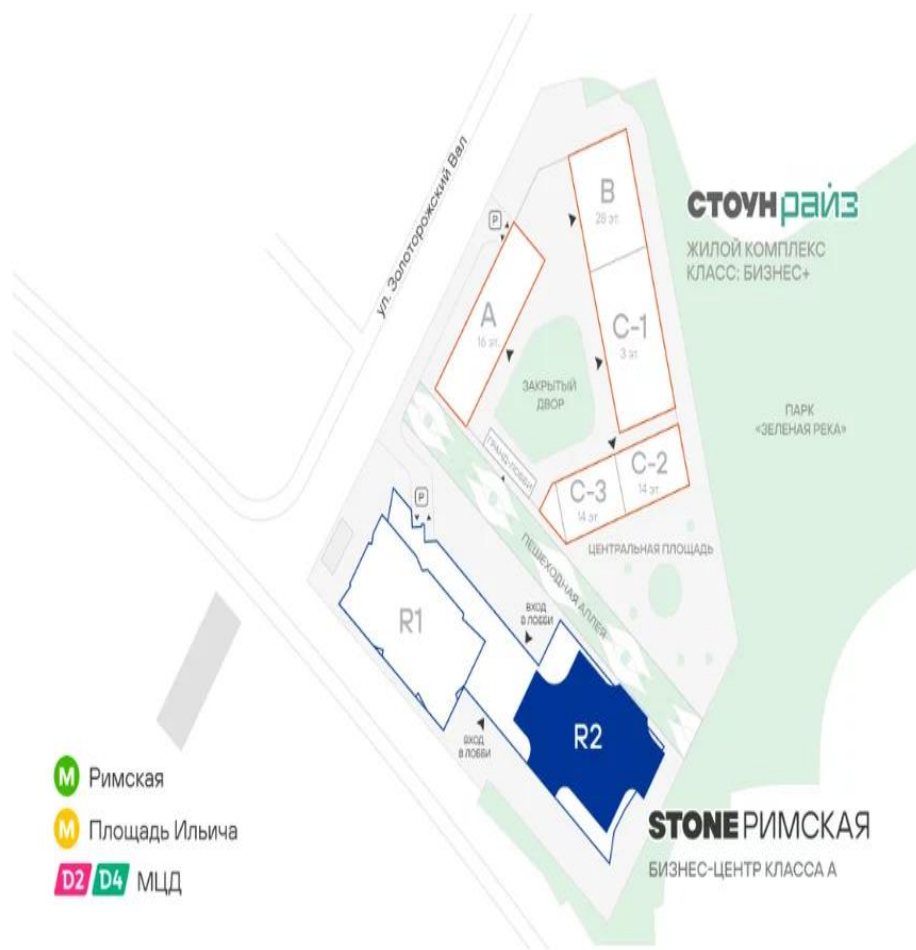 ул. Золоторожский Вал
P
B
28 эт.
СТОУН райз
ЖИЛОЙ КОМПЛЕКС
КЛАСС: БИЗНЕС+
A
16 эт.
C-1
3 эт.
ЗАКРЫТЫЙ
ДВОР
ПАРК
«ЗЕЛЕНАЯ РЕКА»
ГРАНД-ЛОББИ
C-2
14 эт.
C-3
14 эт.
P
ЦЕНТРАЛЬНАЯ ПЛОЩАДЬ
ПЕШЕХОДНАЯ АЛЛЕЯ
R1
ВХОД
В ЛОББИ
R2
ВХОД
В ЛОББИ
M Римская
M Площадь Ильича
D2 D4 МЦД
STONE РИМСКАЯ
БИЗНЕС-ЦЕНТР КЛАССА А